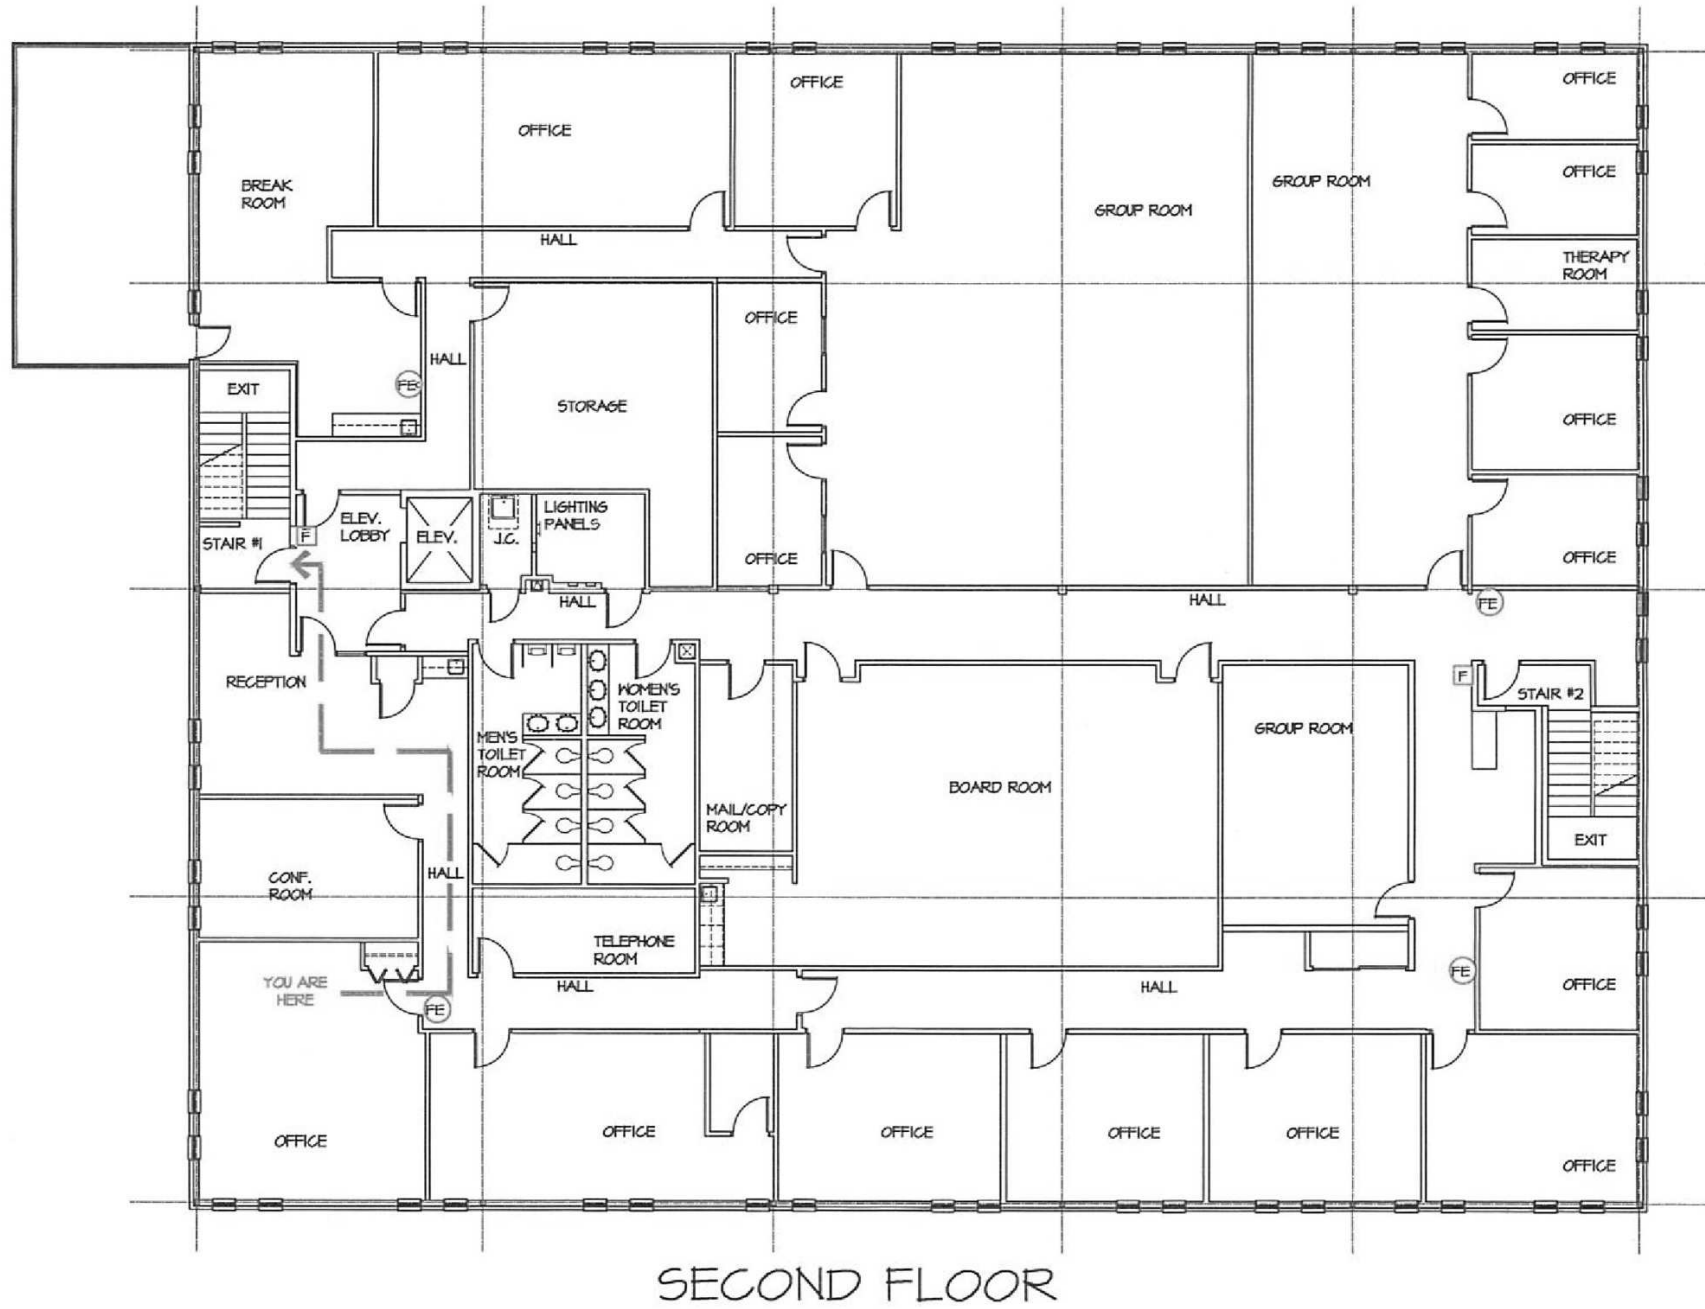 OFFICE
OFFICE
OFFICE
BREAK
ROOM
OFFICE
GROUP ROOM
GROUP ROOM
OFFICE
HALL
THERAPY
ROOM
OFFICE
HALL
EXIT
FE
STORAGE
OFFICE
LIGHTING
PANELS
ELEV.
LOBBY
ELEV.
J.C.
F
STAIR #1
OFFICE
OFFICE
HALL
HALL
FE
RECEPTION
WOMEN'S
TOILET
ROOM
MEN'S
TOILET
ROOM
GROUP ROOM
F
STAIR #2
MAIL/COPY
ROOM
BOARD ROOM
EXIT
CONF.
ROOM
HALL
TELEPHONE
ROOM
FE
OFFICE
YOU ARE
HERE
FE
HALL
HALL
OFFICE
OFFICE
OFFICE
OFFICE
OFFICE
OFFICE
SECOND FLOOR